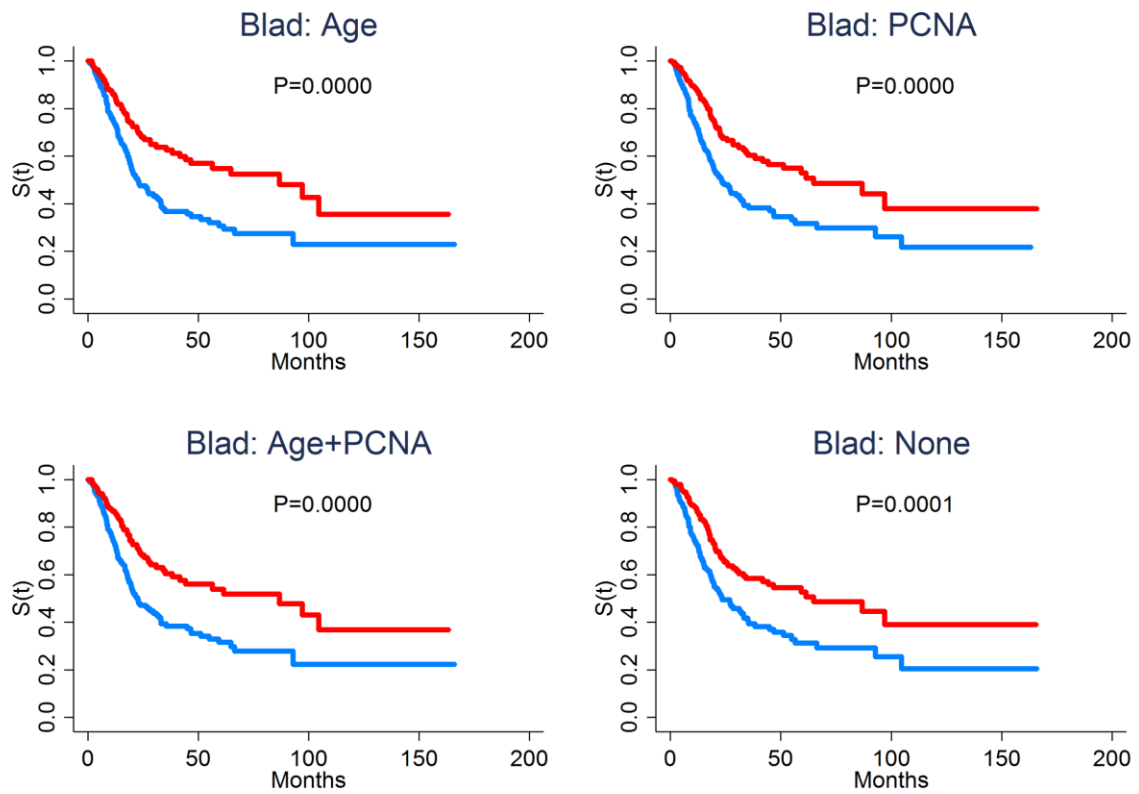 Blad: Age
P=0.0000
S(t)
0.0 0.2 0.4 0.6 0.8 1.0
0 50 100 150 200
Months
Blad: PCNA
P=0.0000
S(t)
0.0 0.2 0.4 0.6 0.8 1.0
0 50 100 150 200
Months
Blad: Age+PCNA
P=0.0000
S(t)
0.0 0.2 0.4 0.6 0.8 1.0
0 50 100 150 200
Months
Blad: None
P=0.0001
S(t)
0.0 0.2 0.4 0.6 0.8 1.0
0 50 100 150 200
Months